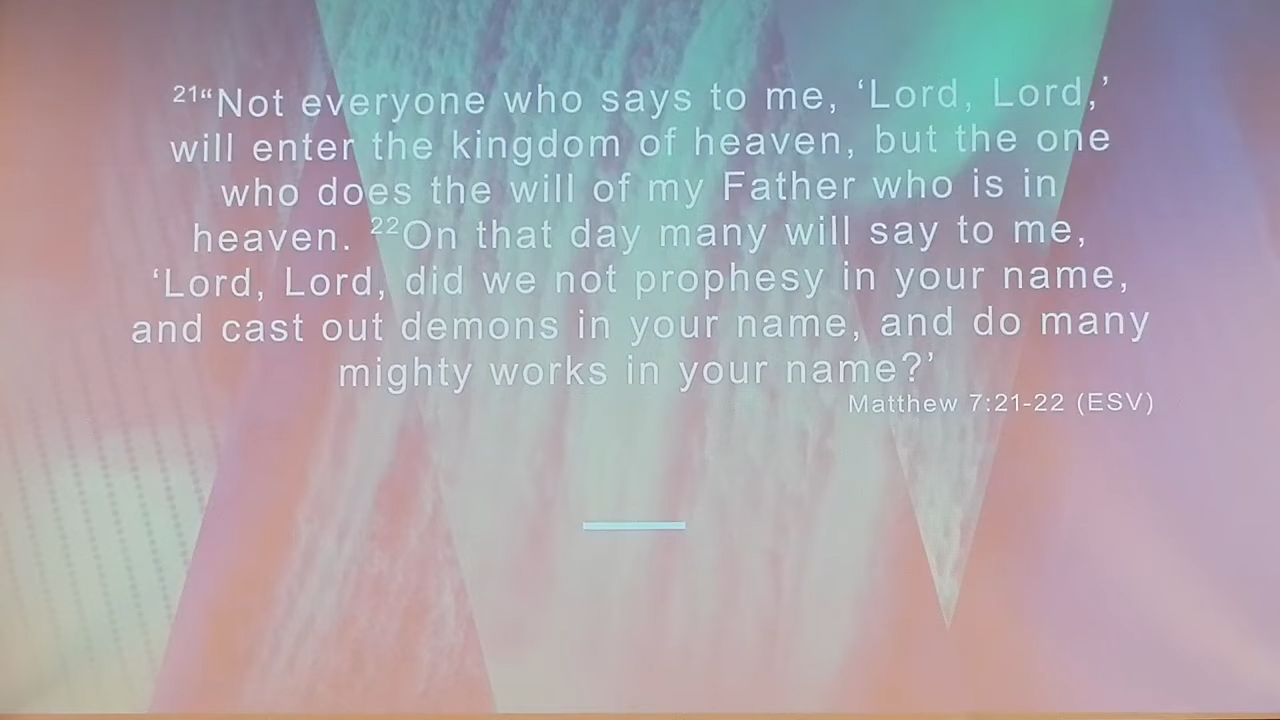 ²¹“Not everyone who says to me, ‘Lord, Lord,’
will enter the kingdom of heaven, but the one
who does the will of my Father who is in
heaven. ²²On that day many will say to me,
‘Lord, Lord, did we not prophesy in your name,
and cast out demons in your name, and do many
mighty works in your name?’
Matthew 7:21-22 (ESV)